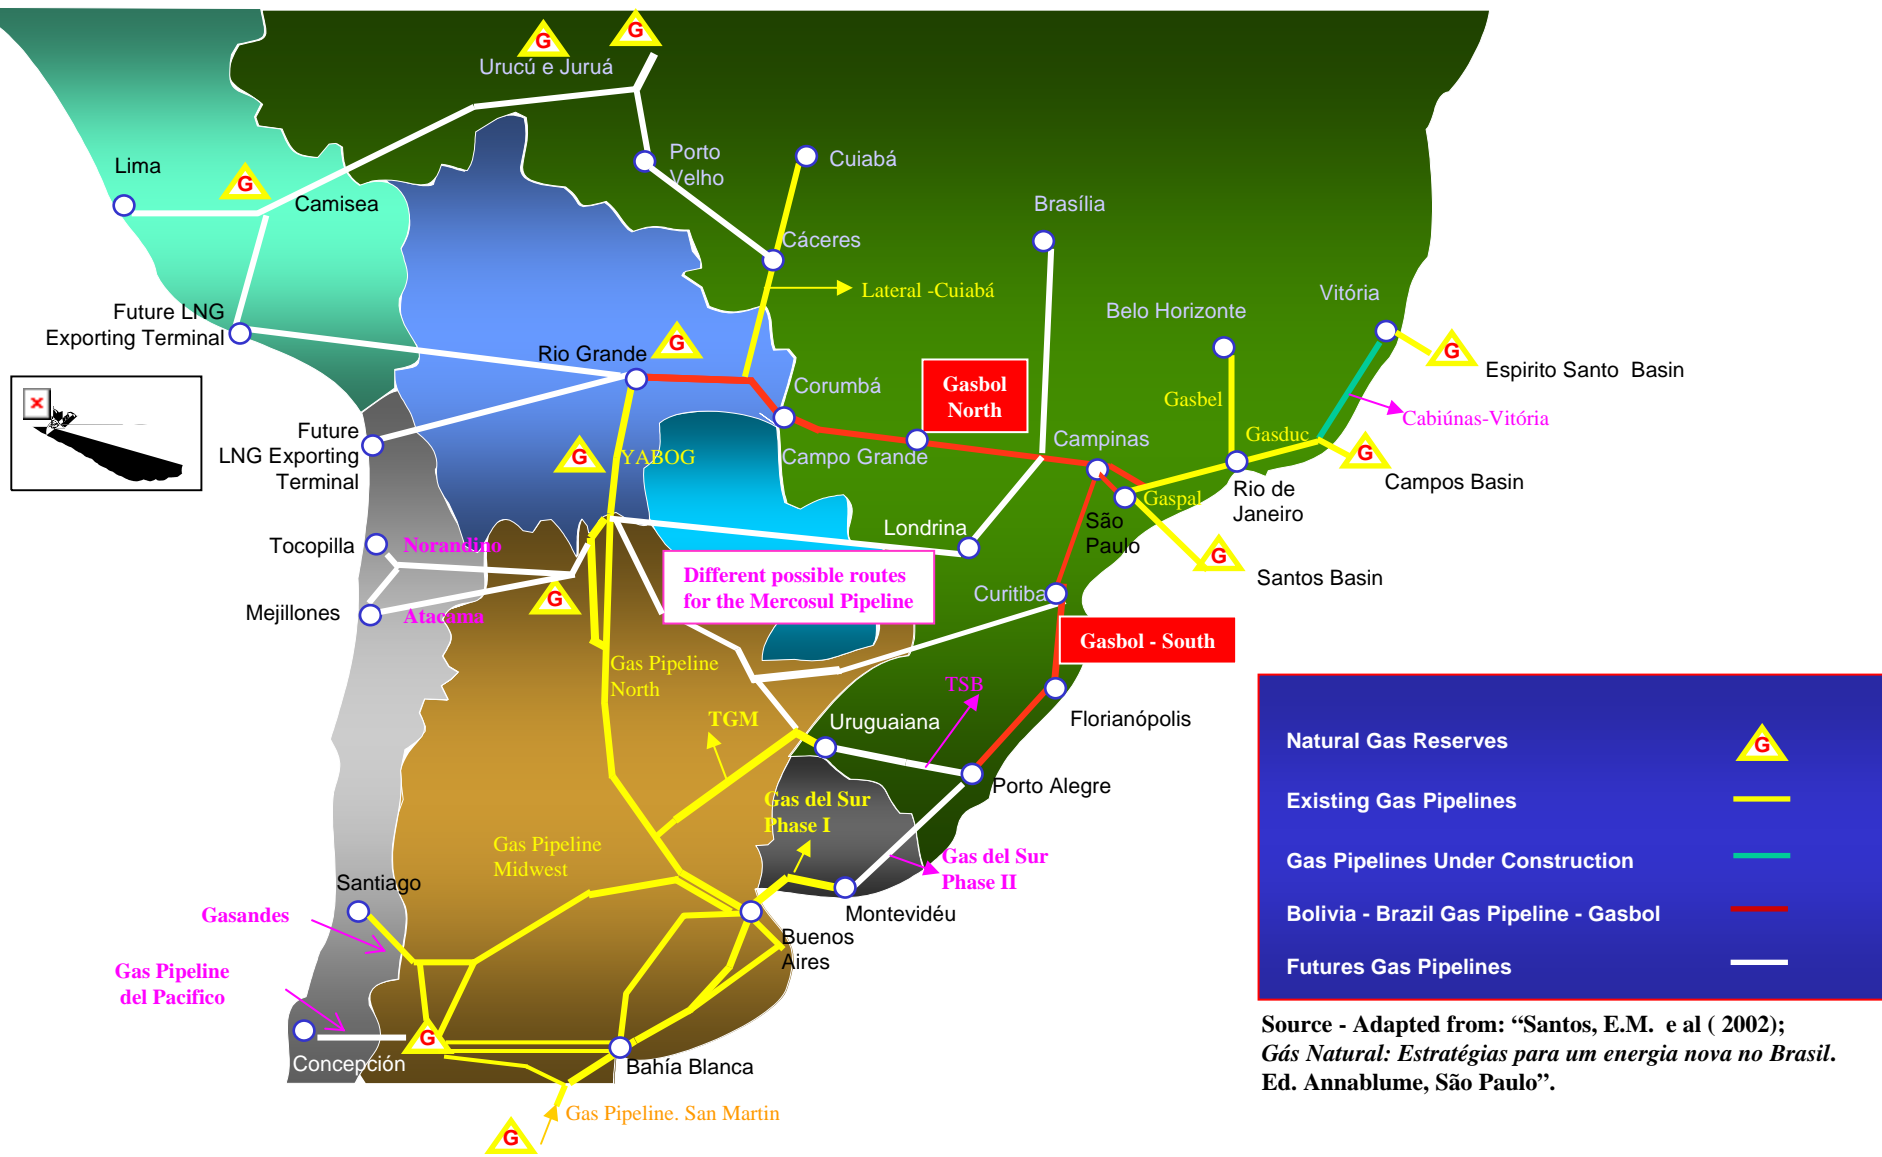 G
G
Urucú e Juruá
Lima
G
Camisea
Porto
Velho
Cuiabá
Brasília
Cáceres
Lateral -Cuiabá
Future LNG
Exporting Terminal
Rio Grande
G
Belo Horizonte
Vitória
G
Espirito Santo  Basin
Corumbá
Gasbol
North
Gasbel
Cabiúnas-Vitória
Future
LNG Exporting
Terminal
G
YABOG
Campo Grande
Campinas
Gasduc
G
Campos Basin
Gaspal
Rio de
Janeiro
São
Paulo
Londrina
Tocopilla
Norandino
G
Santos Basin
Different possible routes
for the Mercosul Pipeline
G
Curitiba
Mejillones
Atacama
Gasbol - South
Gas Pipeline
North
TSB
TGM
Uruguaiana
Florianópolis
Porto Alegre
Gas del Sur
Phase I
Gas Pipeline
Midwest
Gas del Sur
Phase II
Santiago
Gasandes
Montevidéu
Buenos
Aires
Gas Pipeline
del Pacifico
G
Concepción
Bahía Blanca
Gas Pipeline. San Martin
G
Natural Gas Reserves
G
Existing Gas Pipelines
Gas Pipelines Under Construction
Bolivia - Brazil Gas Pipeline - Gasbol
Futures Gas Pipelines
Source - Adapted from: “Santos, E.M.  e al ( 2002);
Gás Natural: Estratégias para um energia nova no Brasil.
Ed. Annablume, São Paulo”.